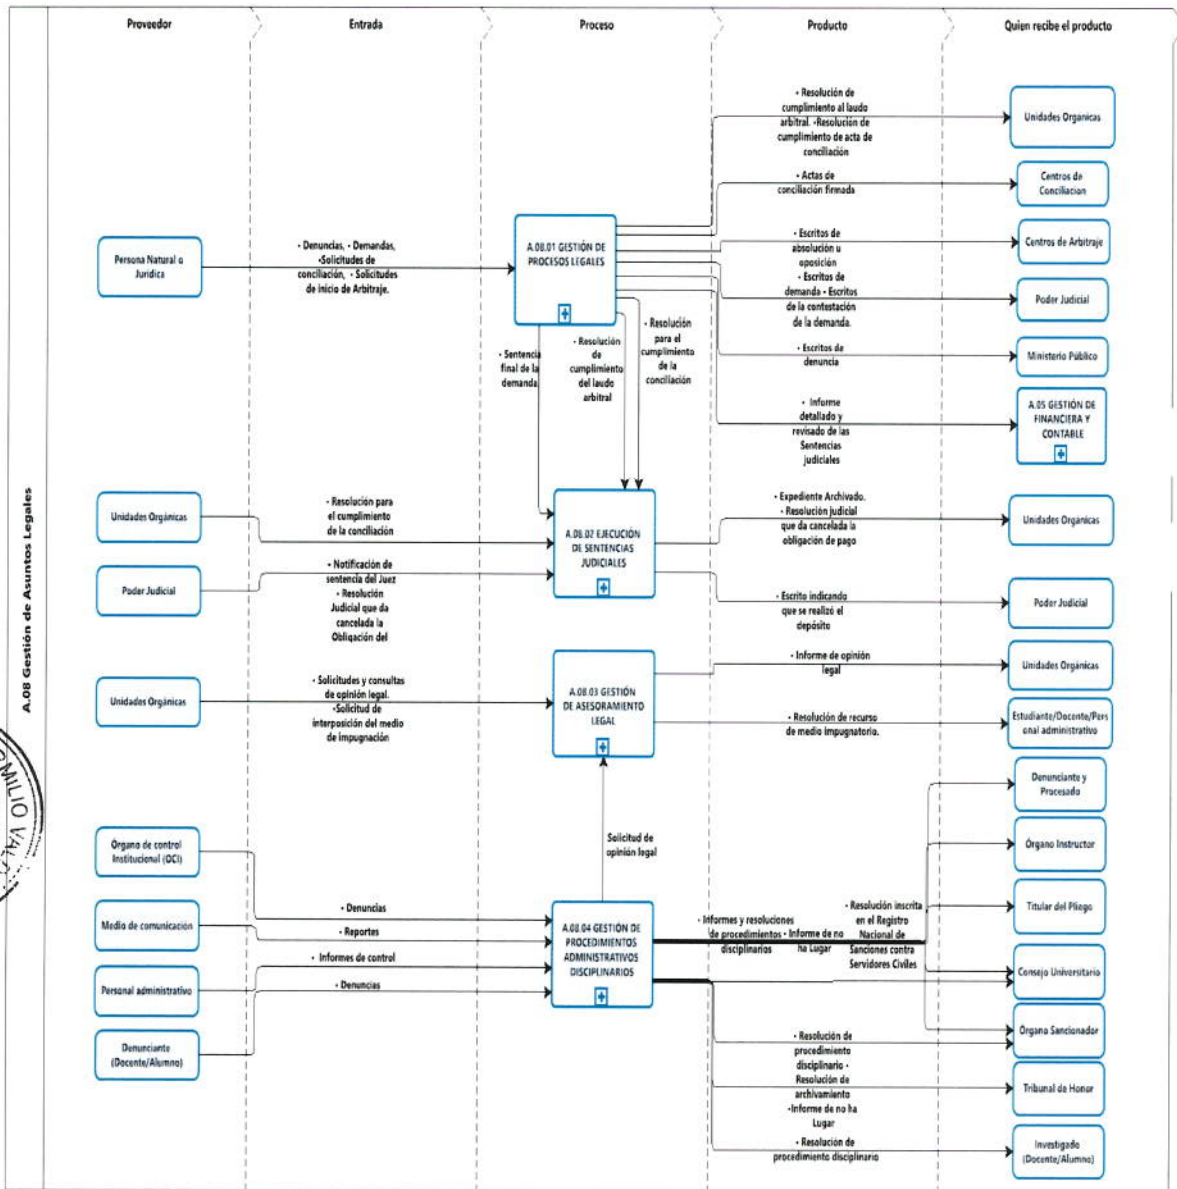 Proveedor
Entrada
Proceso
Producto
Quien recibe el producto
A.08 Gestión de Asuntos Legales
Persona Natural o
Jurídica
• Denuncias, • Demandas,
•Solicitudes de
conciliación, • Solicitudes
de inicio de Arbitraje.
A.08.01 GESTIÓN DE
PROCESOS LEGALES
• Resolución de
cumplimiento al laudo
arbitral. •Resolución de
cumplimiento de acta de
conciliación
Unidades Organicas
• Actas de
conciliación firmada
Centros de
Conciliacion
• Escritos de
absolución u
oposición
Centros de Arbitraje
• Escritos de
demanda • Escritos
de la contestación
de la demanda.
Poder Judicial
• Escritos de
denuncia
Ministerio Público
• Informe
detallado y
revisado de las
Sentencias
judiciales
A.05 GESTIÓN DE
FINANCIERA Y
CONTABLE
• Sentencia
final de la
demanda
• Resolución
de
cumplimiento
del laudo
arbitral
• Resolución
para el
cumplimiento
de la
conciliación
Unidades Orgánicas
• Resolución para
el cumplimiento
de la conciliación
Poder Judicial
• Notificación de
sentencia del Juez
• Resolución
Judicial que da
cancelada la
Obligación del
A.08.02 EJECUCIÓN
DE SENTENCIAS
JUDICIALES
• Expediente Archivado.
• Resolución judicial
que da cancelada la
obligación de pago
Unidades Orgánicas
• Escrito indicando
que se realizó el
depósito
Poder Judicial
Unidades Orgánicas
• Solicitudes y consultas
de opinión legal.
•Solicitud de
interposición del medio
de impugnación
A.08.03 GESTIÓN
DE ASESORAMIENTO
LEGAL
• Informe de opinión
legal
Unidades Orgánicas
• Resolución de recurso
de medio impugnatorio.
Estudiante/Docente/Pers
onal administrativo
Solicitud de
opinión legal
Órgano de control
Institucional (OCI)
• Denuncias
Medio de comunicación
• Reportes
Personal administrativo
• Informes de control
Denunciante
(Docente/Alumno)
• Denuncias
A.08.04 GESTIÓN DE
PROCEDIMIENTOS
ADMINISTRATIVOS
DISCIPLINARIOS
• Informes y resoluciones
de procedimientos
disciplinarios
• Informe de no
ha Lugar
• Resolución inscrita
en el Registro
Nacional de
Sanciones contra
Servidores Civiles
Denunciante y
Procesado
Órgano Instructor
Titular del Pliego
Consejo Universitario
Órgano Sancionador
• Resolución de
procedimiento
disciplinario •
Resolución de
archivamiento
•Informe de no ha
Lugar
Tribunal de Honor
• Resolución de
procedimiento disciplinario
Investigado
(Docente/Alumno)